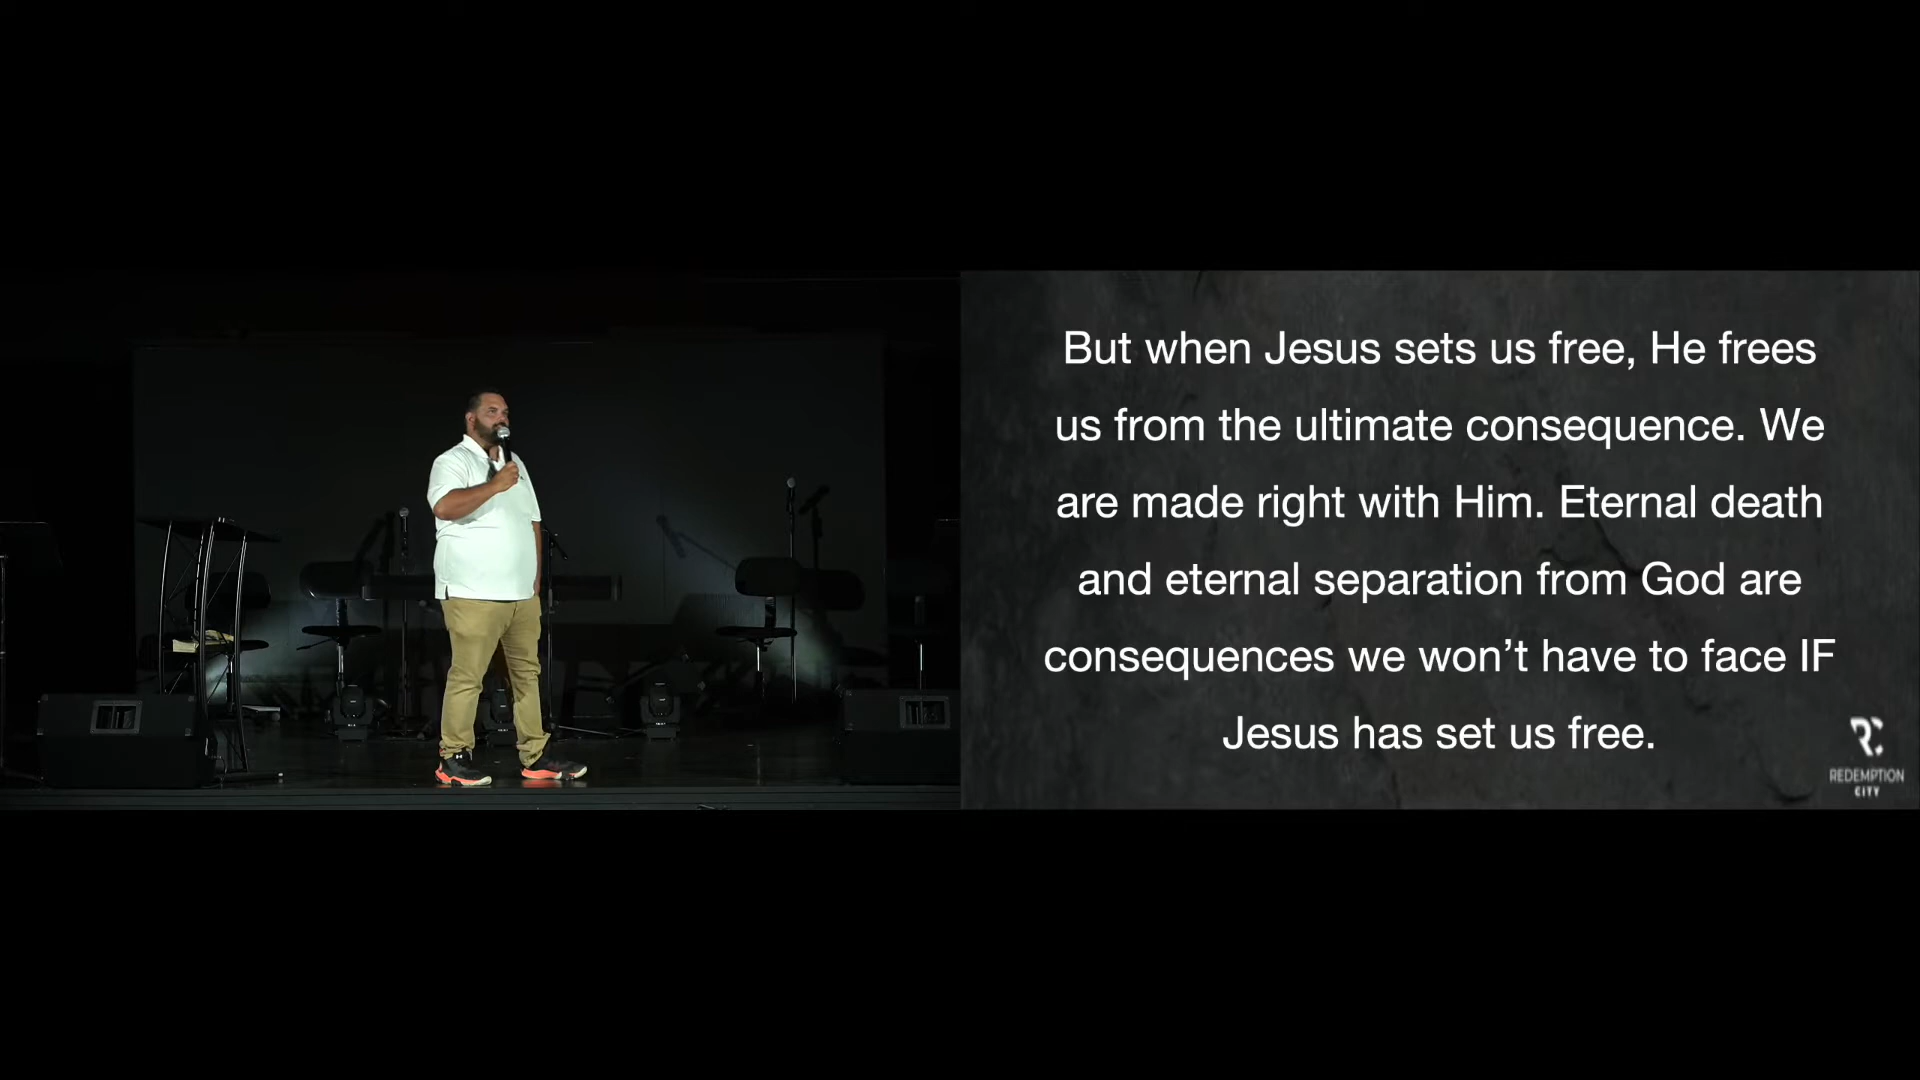 But when Jesus sets us free, He frees
us from the ultimate consequence. We
are made right with Him. Eternal death
and eternal separation from God are
consequences we won’t have to face IF
Jesus has set us free.
RC
REDEMPTION
CITY